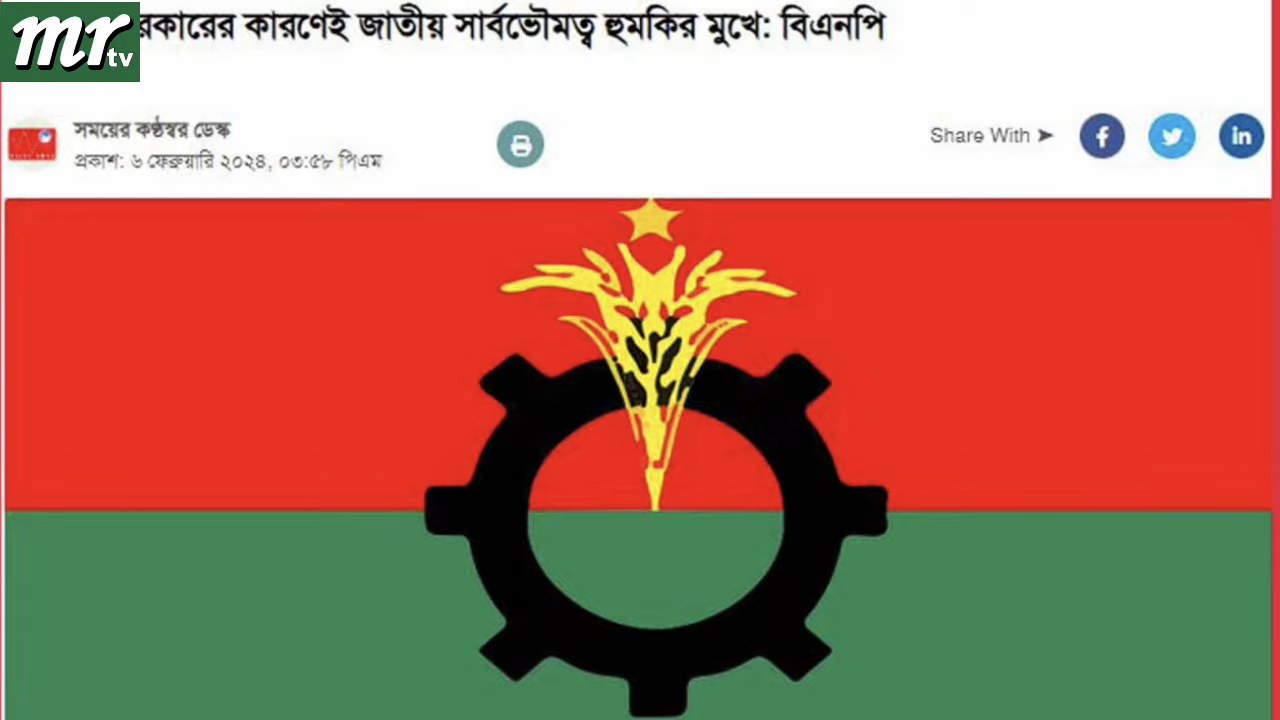 mr tv
রকারের কারণেই জাতীয় সার্বভৌমত্ব হুমকির মুখে: বিএনপি
সময়ের কণ্ঠস্বর ডেস্ক
প্রকাশ: ৬ ফেব্রুয়ারি ২০২৪, ০৩:৫৮ পিএম
Share With
f
in